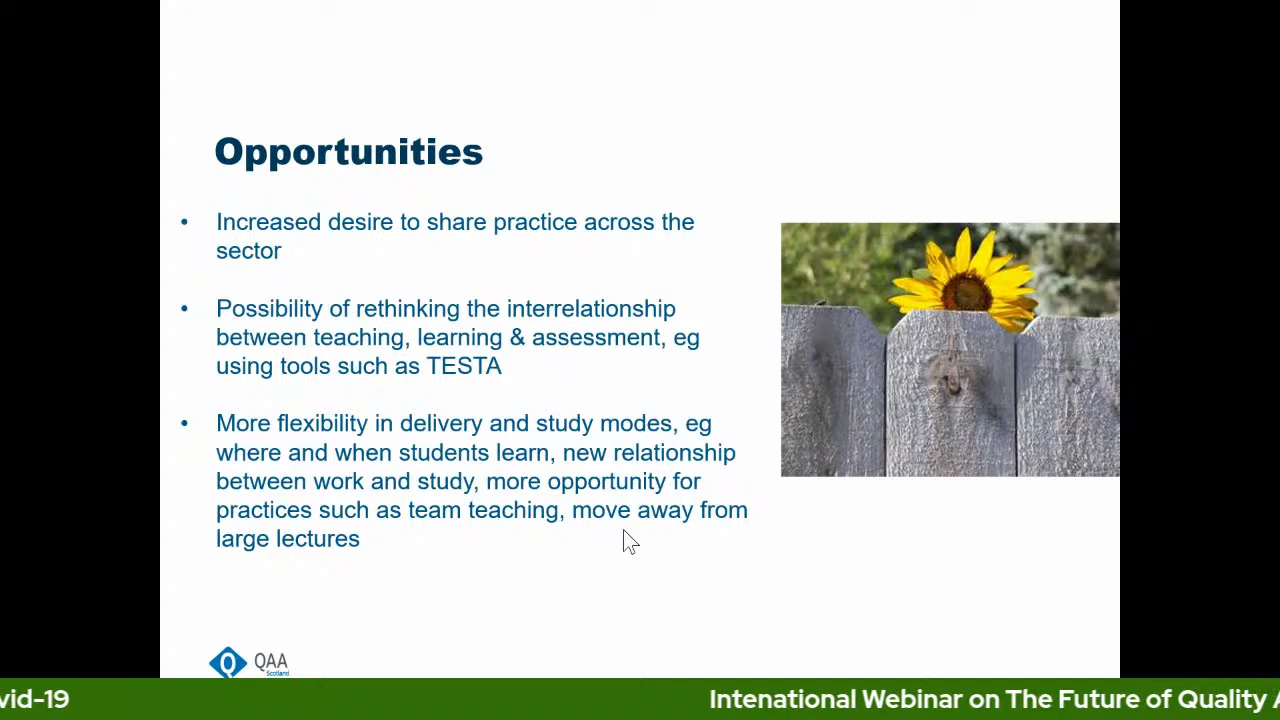 Opportunities
• Increased desire to share practice across the
sector
• Possibility of rethinking the interrelationship
between teaching, learning & assessment, eg
using tools such as TESTA
• More flexibility in delivery and study modes, eg
where and when students learn, new relationship
between work and study, more opportunity for
practices such as team teaching, move away from
large lectures
QAA
Scotland
vid-19
Intenational Webinar on The Future of Quality A